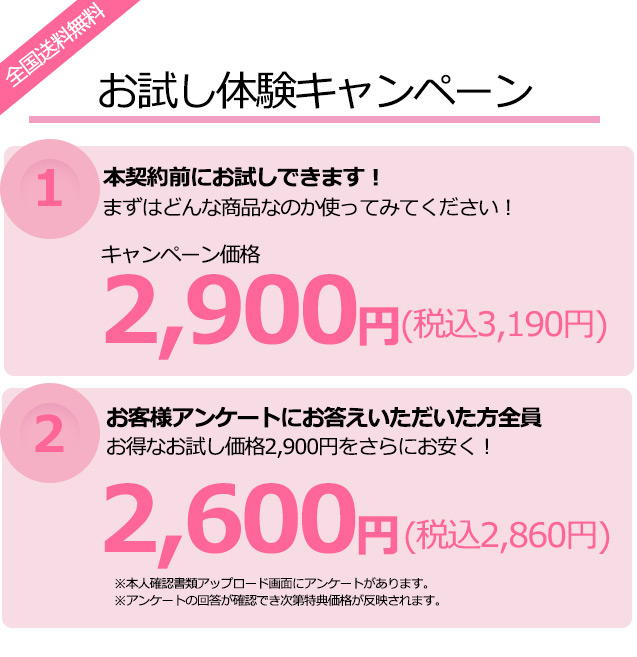 全国送料無料
お試し体験キャンペーン
1
本契約前にお試しできます！
まずはどんな商品なのか使ってみてください！
キャンペーン価格
2,900円(税込3,190円)
2
お客様アンケートにお答えいただいた方全員
お得なお試し価格2,900円をさらにお安く！
2,600円(税込2,860円)
※本人確認書類アップロード画面にアンケートがあります。
※アンケートの回答が確認でき次第特典価格が反映されます。